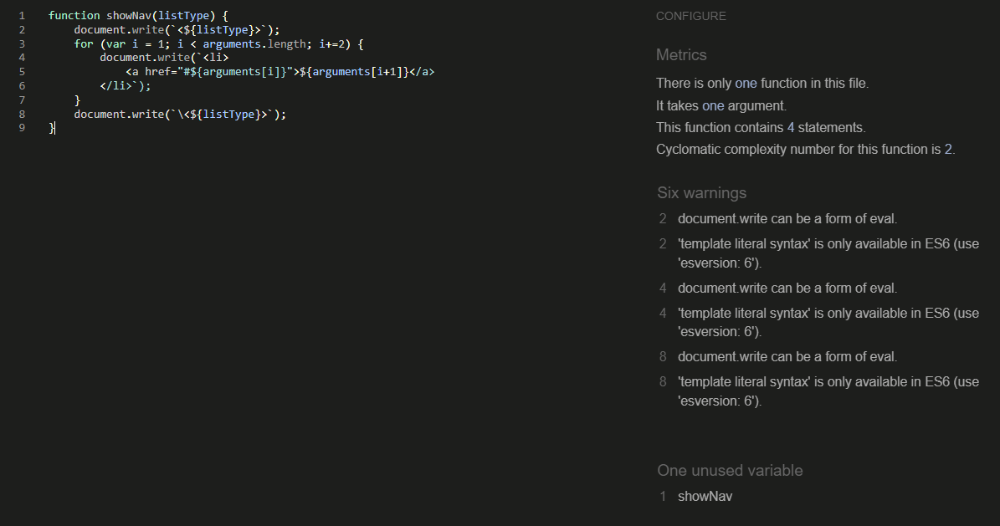 1 function showNav(listType) {
2 document.write(`<${listType}>`);
3 for (var i = 1; i < arguments.length; i+=2) {
4 document.write(`<li>
5 <a href="#${arguments[i]}">${arguments[i+1]}</a>
6 </li>`);
7 }
8 document.write(`\<${listType}>`);
9 }
CONFIGURE
Metrics
There is only one function in this file.
It takes one argument.
This function contains 4 statements.
Cyclomatic complexity number for this function is 2.
Six warnings
2 document.write can be a form of eval.
2 'template literal syntax' is only available in ES6 (use
'esversion: 6').
4 document.write can be a form of eval.
4 'template literal syntax' is only available in ES6 (use
'esversion: 6').
8 document.write can be a form of eval.
8 'template literal syntax' is only available in ES6 (use
'esversion: 6').
One unused variable
1 showNav